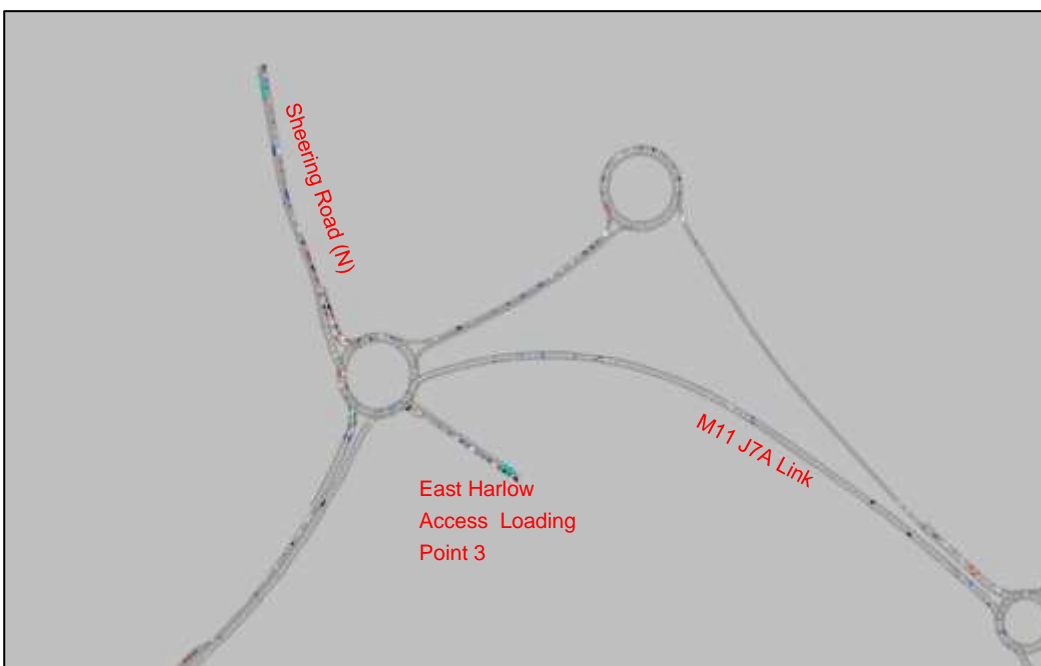 Sheering Road (N)
M11 J7A Link
East Harlow
Access Loading
Point 3